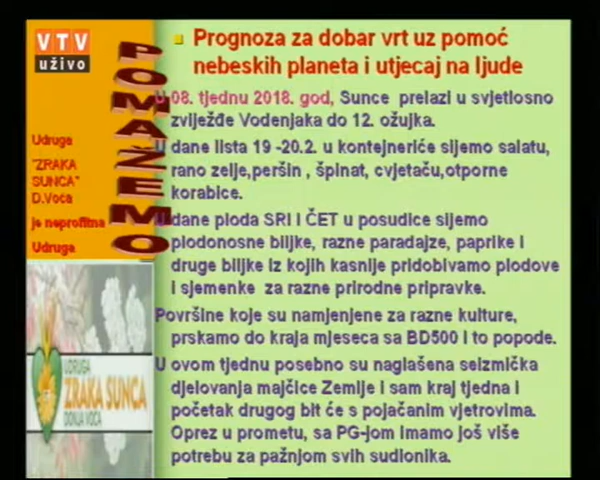 VTV
uživo
POMAŽEMO
Udruga
"ZRAKA
SUNCA"
D.Voca
je neprofitna
Udruga
UDRUGA
ZRAKA SUNCA
DONJA VOĆA
Prognoza za dobar vrt uz pomoć
nebeskih planeta i utjecaj na ljude
U 08. tjednu 2018. god, Sunce prelazi u svjetlosno
zviježđe Vodenjaka do 12. ožujka.
U dane lista 19 -20.2. u kontejneriće sijemo salatu,
rano zelje,peršin , špinat, cvjetaču,otporne
korabice.
U dane ploda SRI I ČET u posudice sijemo
plodonosne biljke, razne paradajze, paprike i
druge biljke iz kojih kasnije pridobivamo plodove
i sjemenke za razne prirodne pripravke.
Površine koje su namjenjene za razne kulture,
prskamo do kraja mjeseca sa BD500 i to popode.
U ovom tjednu posebno su naglašena seizmička
djelovanja majčice Zemlje i sam kraj tjedna i
početak drugog bit će s pojačanim vjetrovima.
Oprez u prometu, sa PG-jom imamo još više
potrebu za pažnjom svih sudionika.